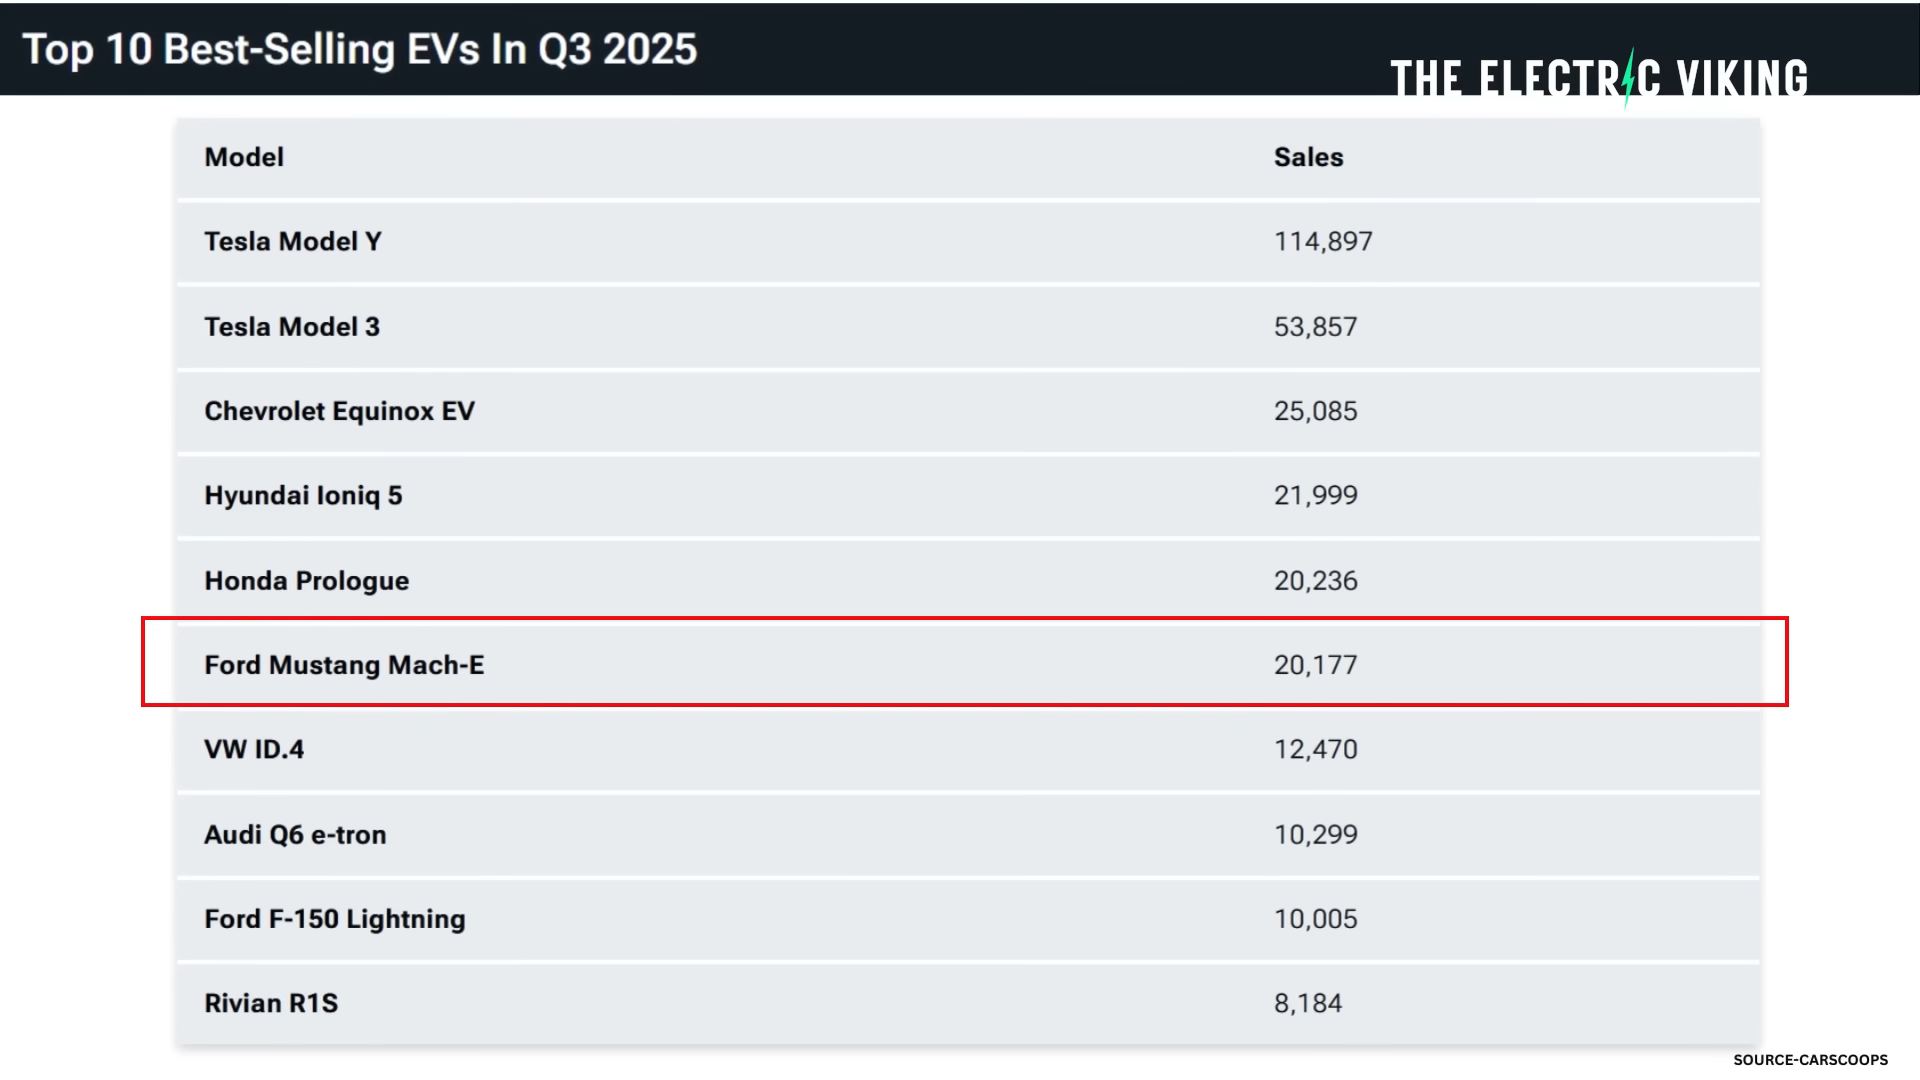 Top 10 Best-Selling EVs In Q3 2025
THE ELECTRIC VIKING
Model Sales
Tesla Model Y 114,897
Tesla Model 3 53,857
Chevrolet Equinox EV 25,085
Hyundai Ioniq 5 21,999
Honda Prologue 20,236
Ford Mustang Mach-E 20,177
VW ID.4 12,470
Audi Q6 e-tron 10,299
Ford F-150 Lightning 10,005
Rivian R1S 8,184
SOURCE-CARSCOOPS